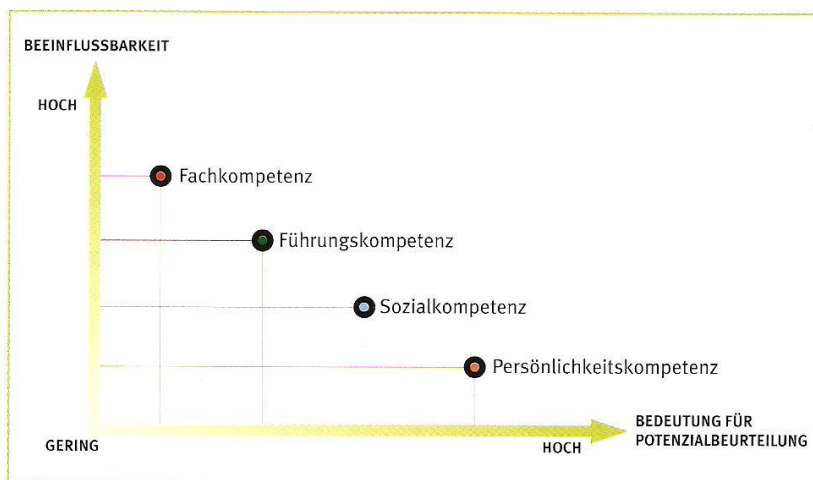 BEEINFLUSSBARKEIT
HOCH
Fachkompetenz
Führungskompetenz
Sozialkompetenz
Persönlichkeitskompetenz
GERING
HOCH
BEDEUTUNG FÜR
POTENZIALBEURTEILUNG